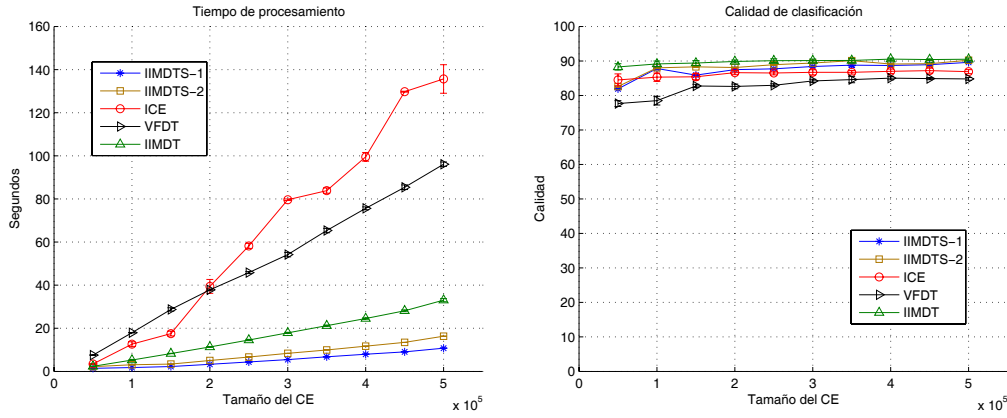 Tiempo de procesamiento
160
140
120
100
80
60
40
20
0
Segundos
IIMDTS-1
IIMDTS-2
ICE
VFDT
IIMDT
0 1 2 3 4 5
x 10^5
Tamaño del CE
Calidad de clasificación
100
90
80
70
60
50
40
30
20
10
0
Calidad
IIMDTS-1
IIMDTS-2
ICE
VFDT
IIMDT
0 1 2 3 4 5
x 10^5
Tamaño del CE